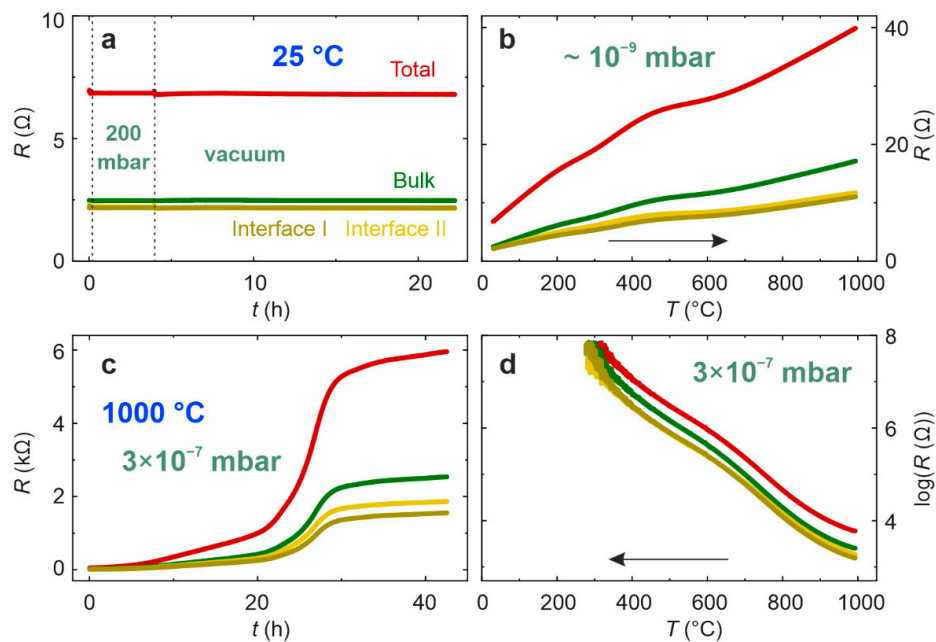 a
25 °C
Total
200
mbar
vacuum
Bulk
Interface I
Interface II
R (Ω)
10
5
0
0
10
20
t (h)
b
~ 10⁻⁹ mbar
R (Ω)
40
20
0
0
200
400
600
800
1000
T (°C)
c
1000 °C
3×10⁻⁷ mbar
R (kΩ)
6
4
2
0
0
20
40
t (h)
d
3×10⁻⁷ mbar
log(R (Ω))
8
6
4
0
200
400
600
800
1000
T (°C)